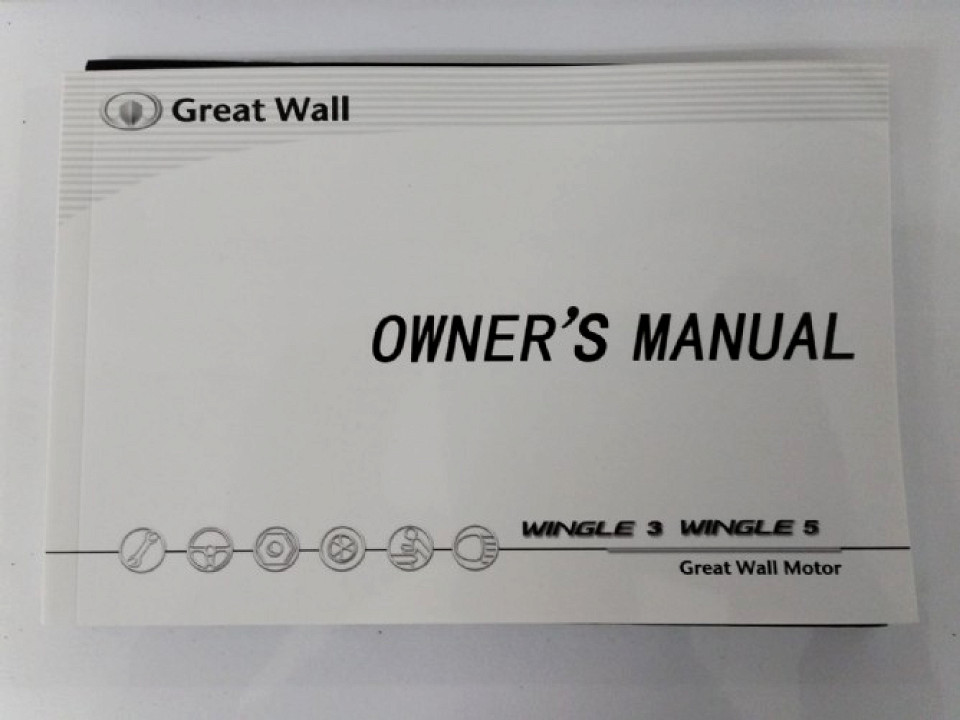 Great Wall
OWNER'S MANUAL
WINGLE 3 WINGLE 5
Great Wall Motor